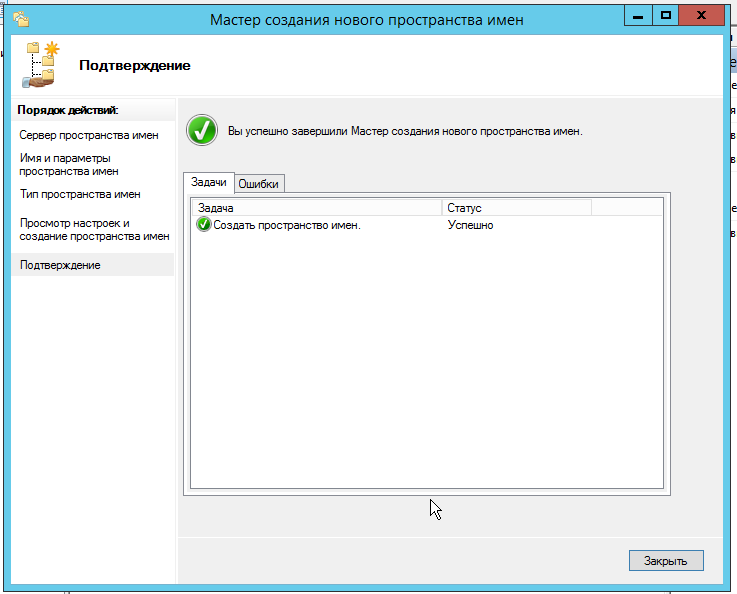 Мастер создания нового пространства имен
Подтверждение
Порядок действий:
Сервер пространства имен
Имя и параметры
пространства имен
Тип пространства имен
Просмотр настроек и
создание пространства имен
Подтверждение
Вы успешно завершили Мастер создания нового пространства имен.
Задачи
Ошибки
Задача Статус
Создать пространство имен. Успешно
Закрыть